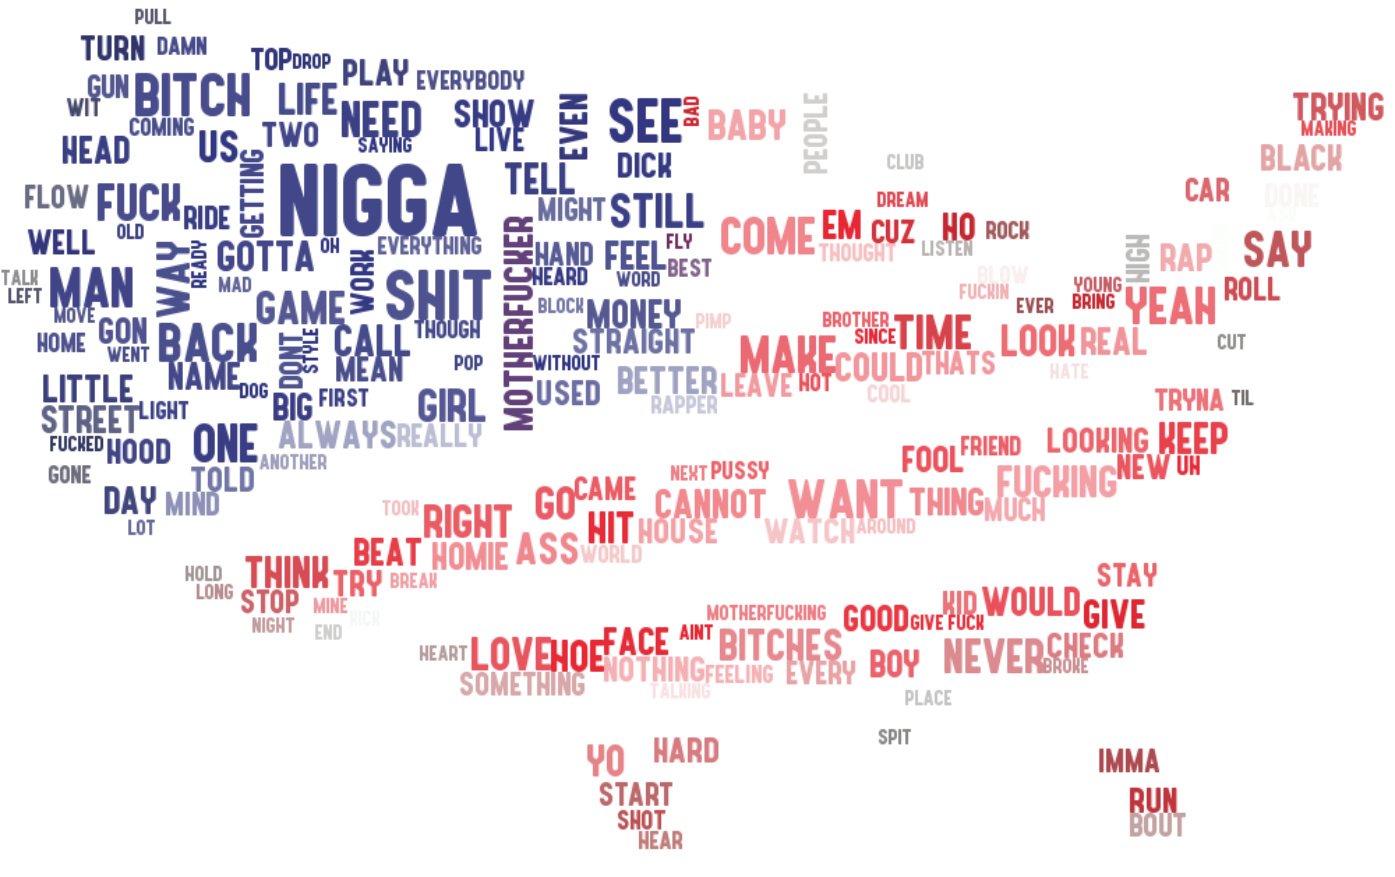 PULL
TURN DAMN
TOP DROP
PLAY EVERYBODY
GUN BITCH LIFE NEED SHOW EVEN SEE BAD BABY PEOPLE TRYING
WIT COMING US TWO SAYING LIVE MAKING
HEAD GETTING NIGGA TELL DICK CLUB BLACK
FLOW FUCK RIDE MIGHT STILL DREAM CAR DONE
OLD COME EM CUZ HO ROCK
WELL WAY READY GOTTA OH EVERYTHING MOTHERFUCKER HAND FEEL FLY THOUGHT LISTEN HIGH RAP SAY
TALK MAN MAD WORK SHIT HEARD WORD BEST BLOW YOUNG ROLL
LEFT MOVE GAME BLOCK MONEY FUCKIN EVER BRING YEAH
HOME GON BACK DONT STYLE CALL THOUGH STRAIGHT PIMP BROTHER SINCE TIME LOOK REAL CUT
WENT NAME MEAN POP WITHOUT MAKE COULD THATS HATE
LITTLE DOG BIG FIRST GIRL USED BETTER LEAVE HOT COOL
STREET LIGHT RAPPER TRYNA TIL
FUCKED HOOD ONE ALWAYS REALLY FOOL FRIEND LOOKING KEEP
GONE TOLD ANOTHER NEXT PUSSY FUCKING NEW UH
DAY MIND GO CAME CANNOT WANT THING MUCH
LOT TOOK RIGHT HIT HOUSE WATCH AROUND
BEAT HOMIE ASS WORLD
HOLD THINK TRY BREAK STAY
LONG STOP MINE KICK MOTHERFUCKING GOOD GIVE FUCK KID WOULD GIVE
NIGHT END FACE AINT BITCHES
HEART LOVE HOE NOTHING FEELING EVERY BOY NEVER CHECK
SOMETHING TALKING BROKE
PLACE
SPIT
YO HARD IMMA
START RUN
SHOT BOUT
HEAR